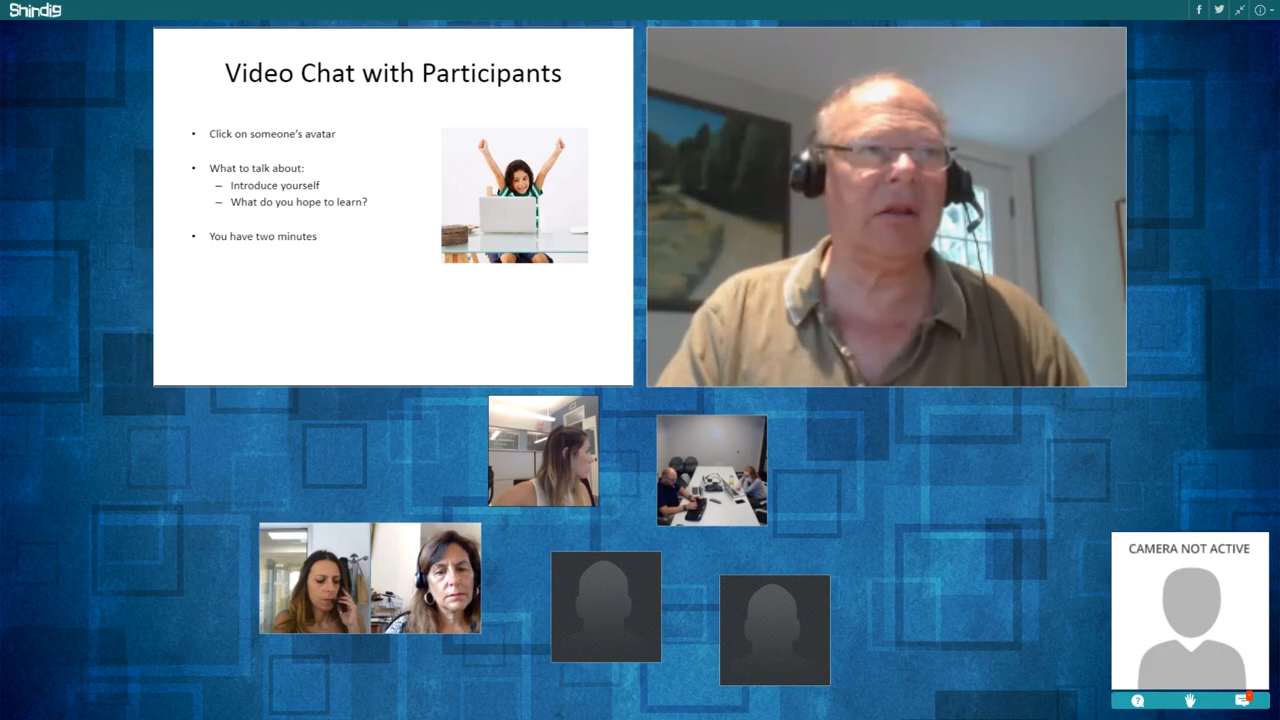 Shindig
Video Chat with Participants
• Click on someone's avatar
• What to talk about:
– Introduce yourself
– What do you hope to learn?
• You have two minutes
CAMERA NOT ACTIVE